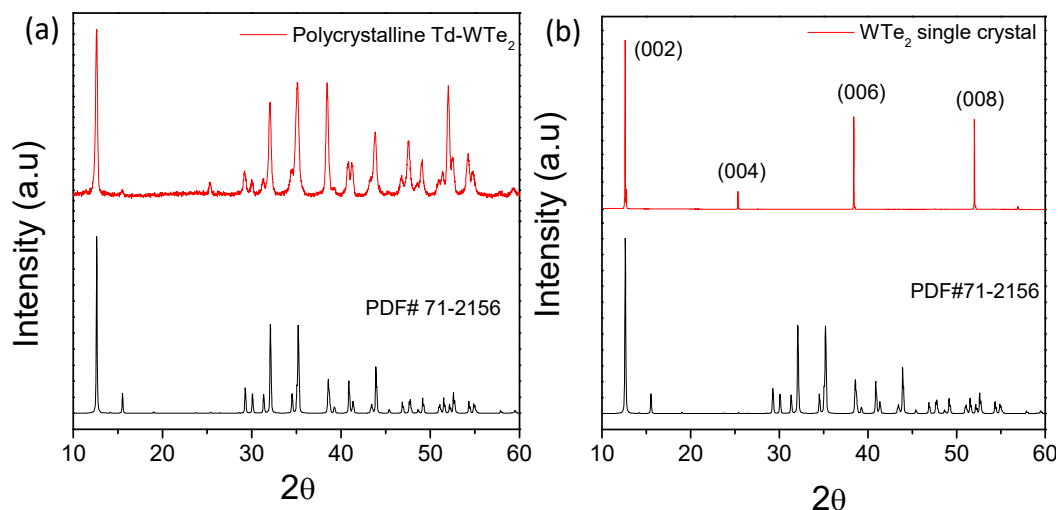 (a)
Polycrystalline Td-WTe₂
PDF# 71-2156
Intensity (a.u)
10 20 30 40 50 60
2θ
(b)
WTe₂ single crystal
(002)
(004)
(006)
(008)
PDF#71-2156
Intensity (a.u)
10 20 30 40 50 60
2θ